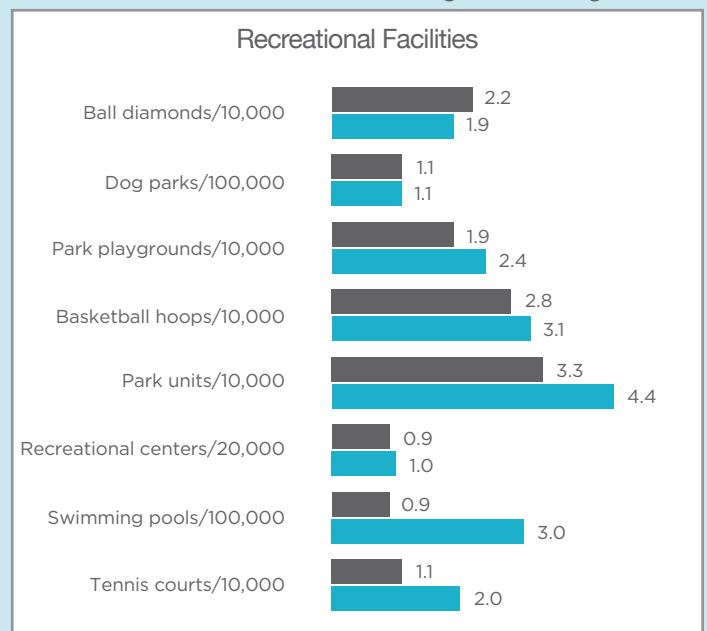 Recreational Facilities
Ball diamonds/10,000
2.2
1.9
Dog parks/100,000
1.1
1.1
Park playgrounds/10,000
1.9
2.4
Basketball hoops/10,000
2.8
3.1
Park units/10,000
3.3
4.4
Recreational centers/20,000
0.9
1.0
Swimming pools/100,000
0.9
3.0
Tennis courts/10,000
1.1
2.0